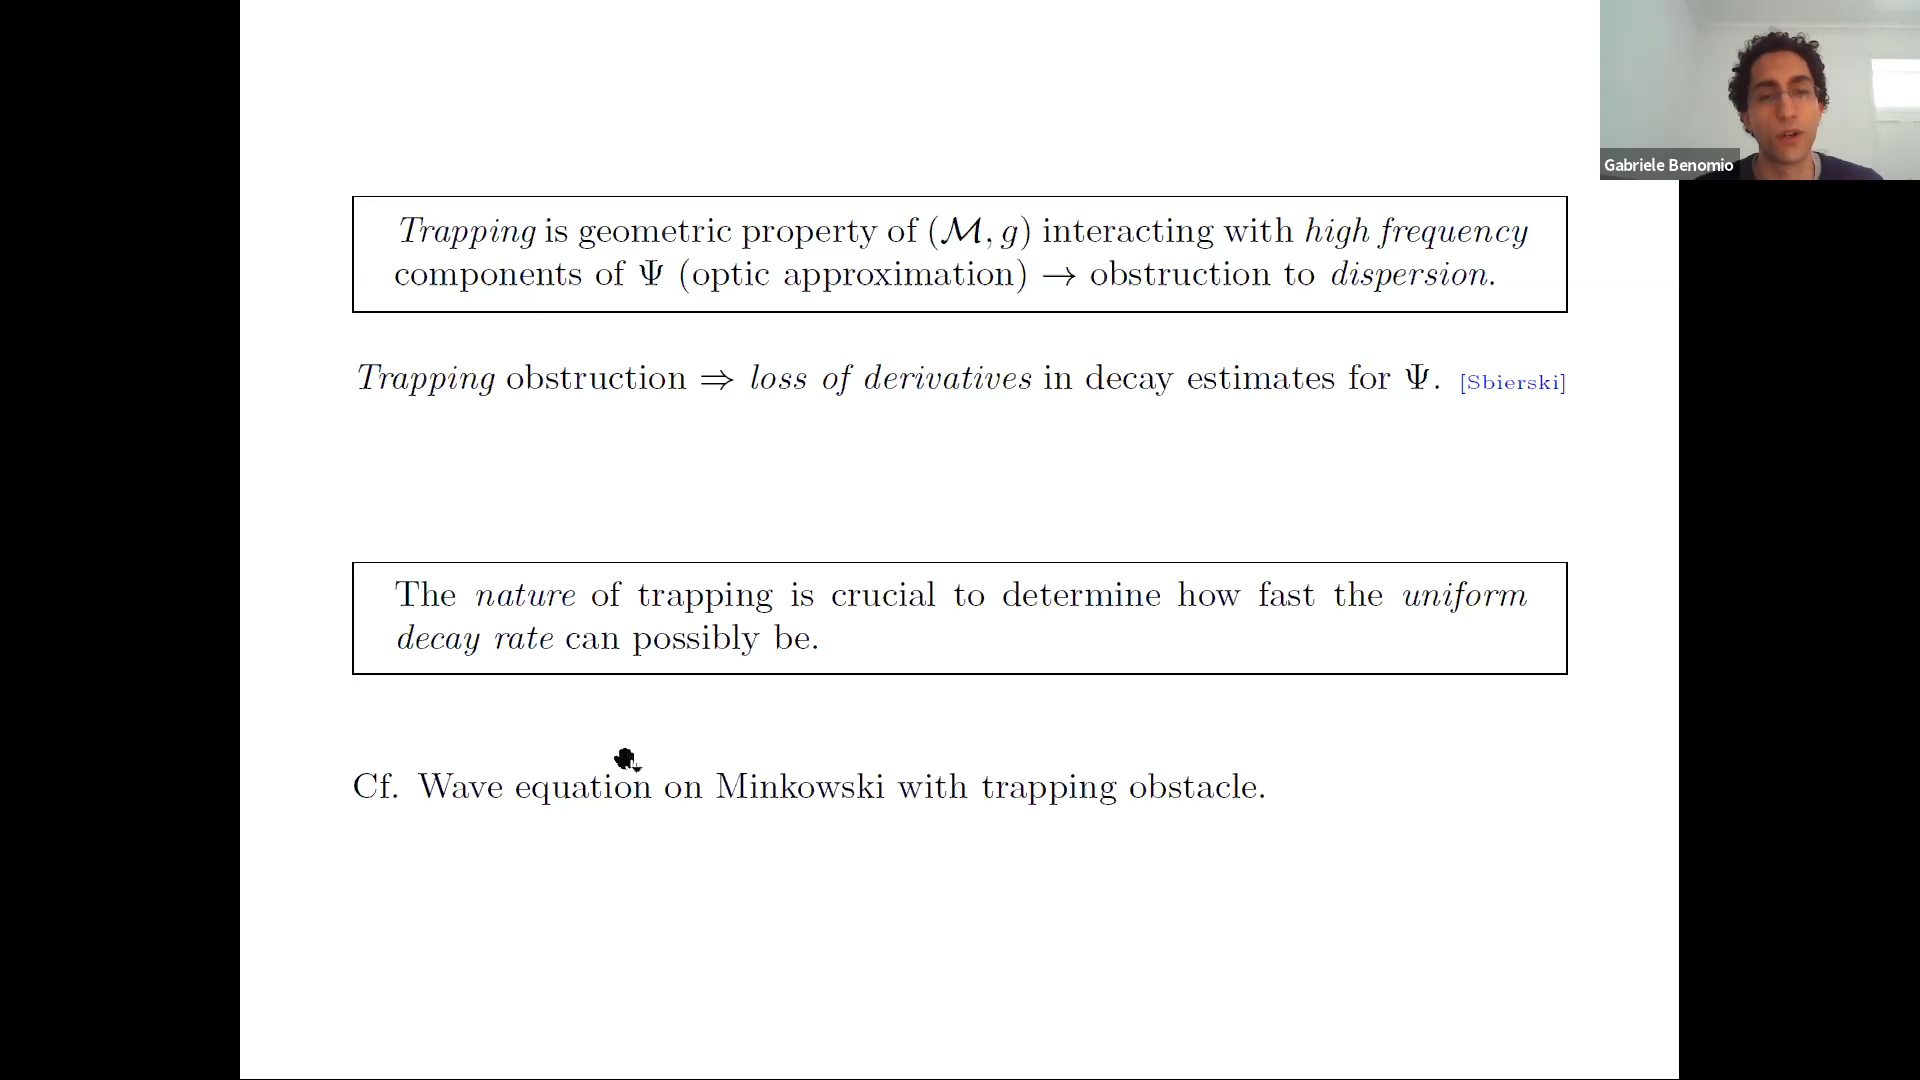 Gabriele Benomio
Trapping is geometric property of (ℳ, g) interacting with high frequency
components of Ψ (optic approximation) → obstruction to dispersion.
Trapping obstruction ⇒ loss of derivatives in decay estimates for Ψ. [Sbierski]
The nature of trapping is crucial to determine how fast the uniform
decay rate can possibly be.
Cf. Wave equation on Minkowski with trapping obstacle.